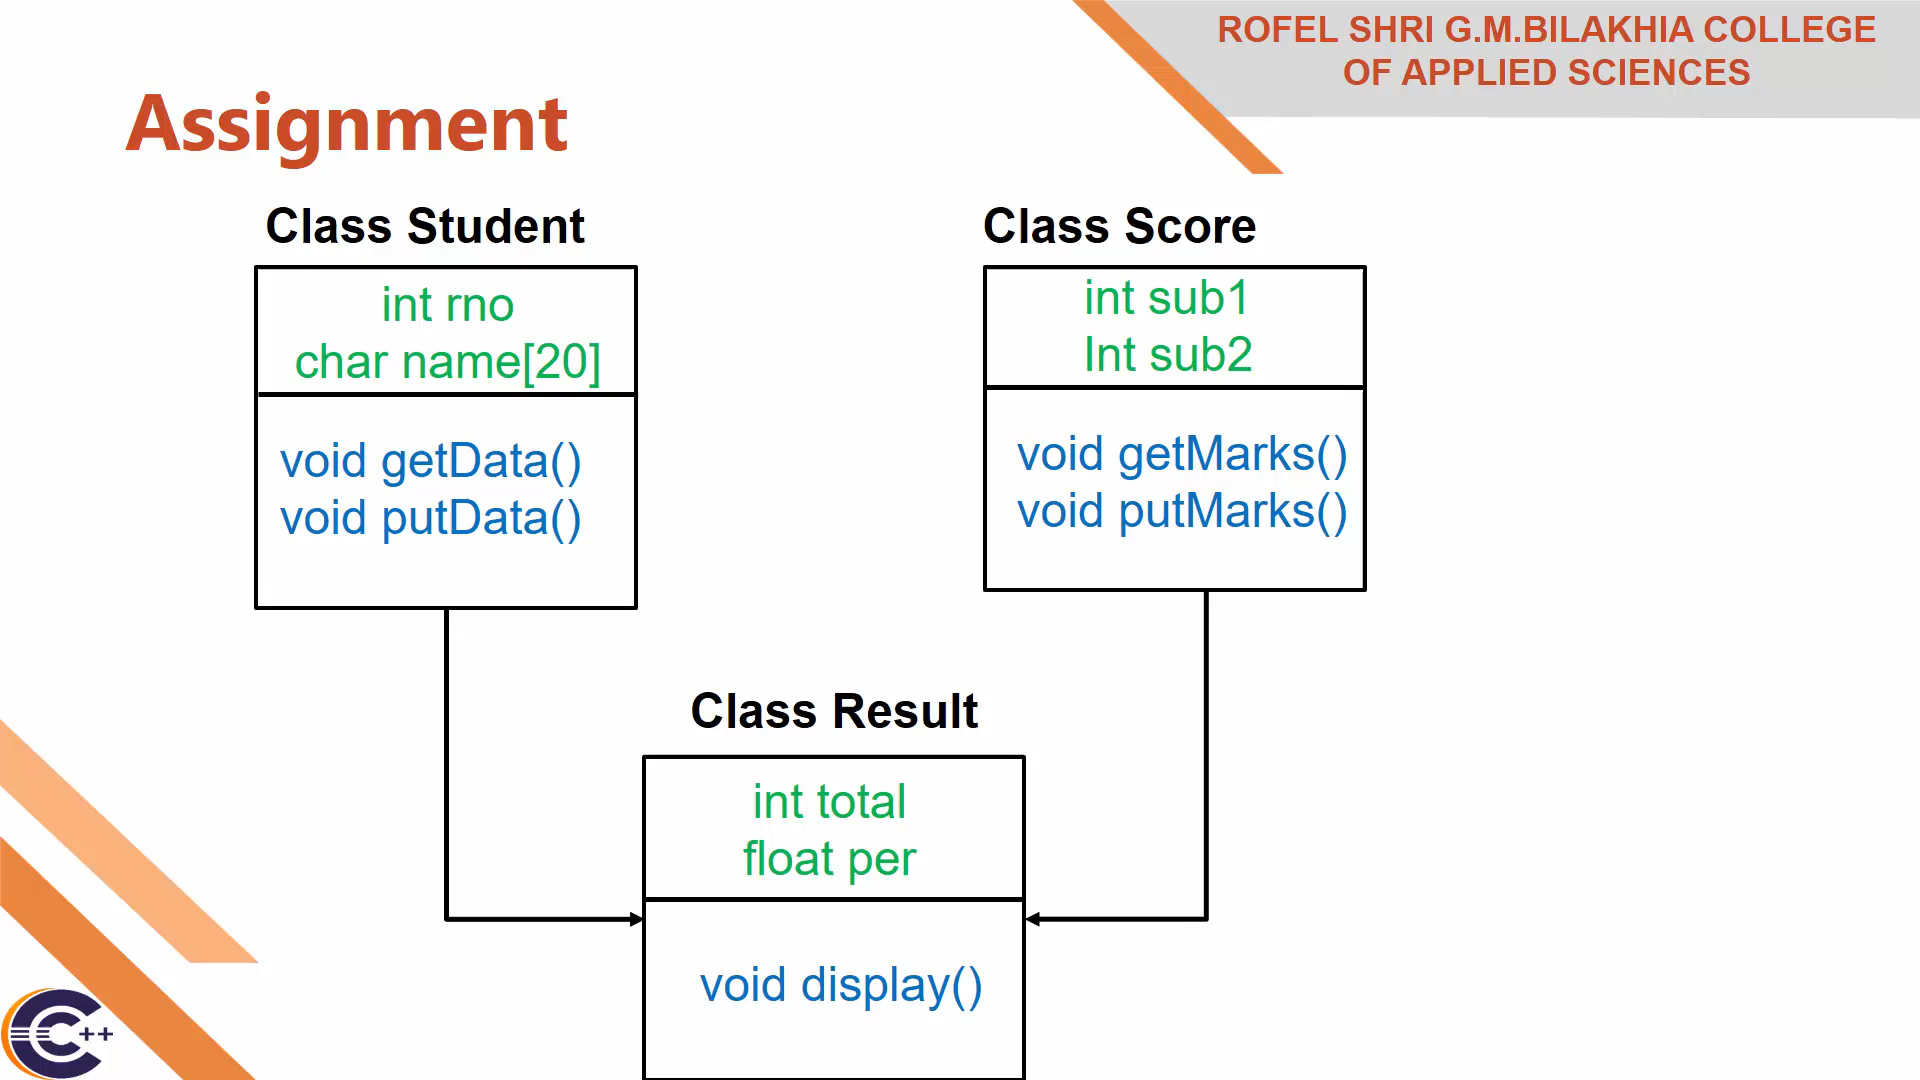 ROFEL SHRI G.M.BILAKHIA COLLEGE
OF APPLIED SCIENCES
Assignment
Class Student
int rno
char name[20]
void getData()
void putData()
Class Score
int sub1
Int sub2
void getMarks()
void putMarks()
Class Result
int total
float per
void display()
C++